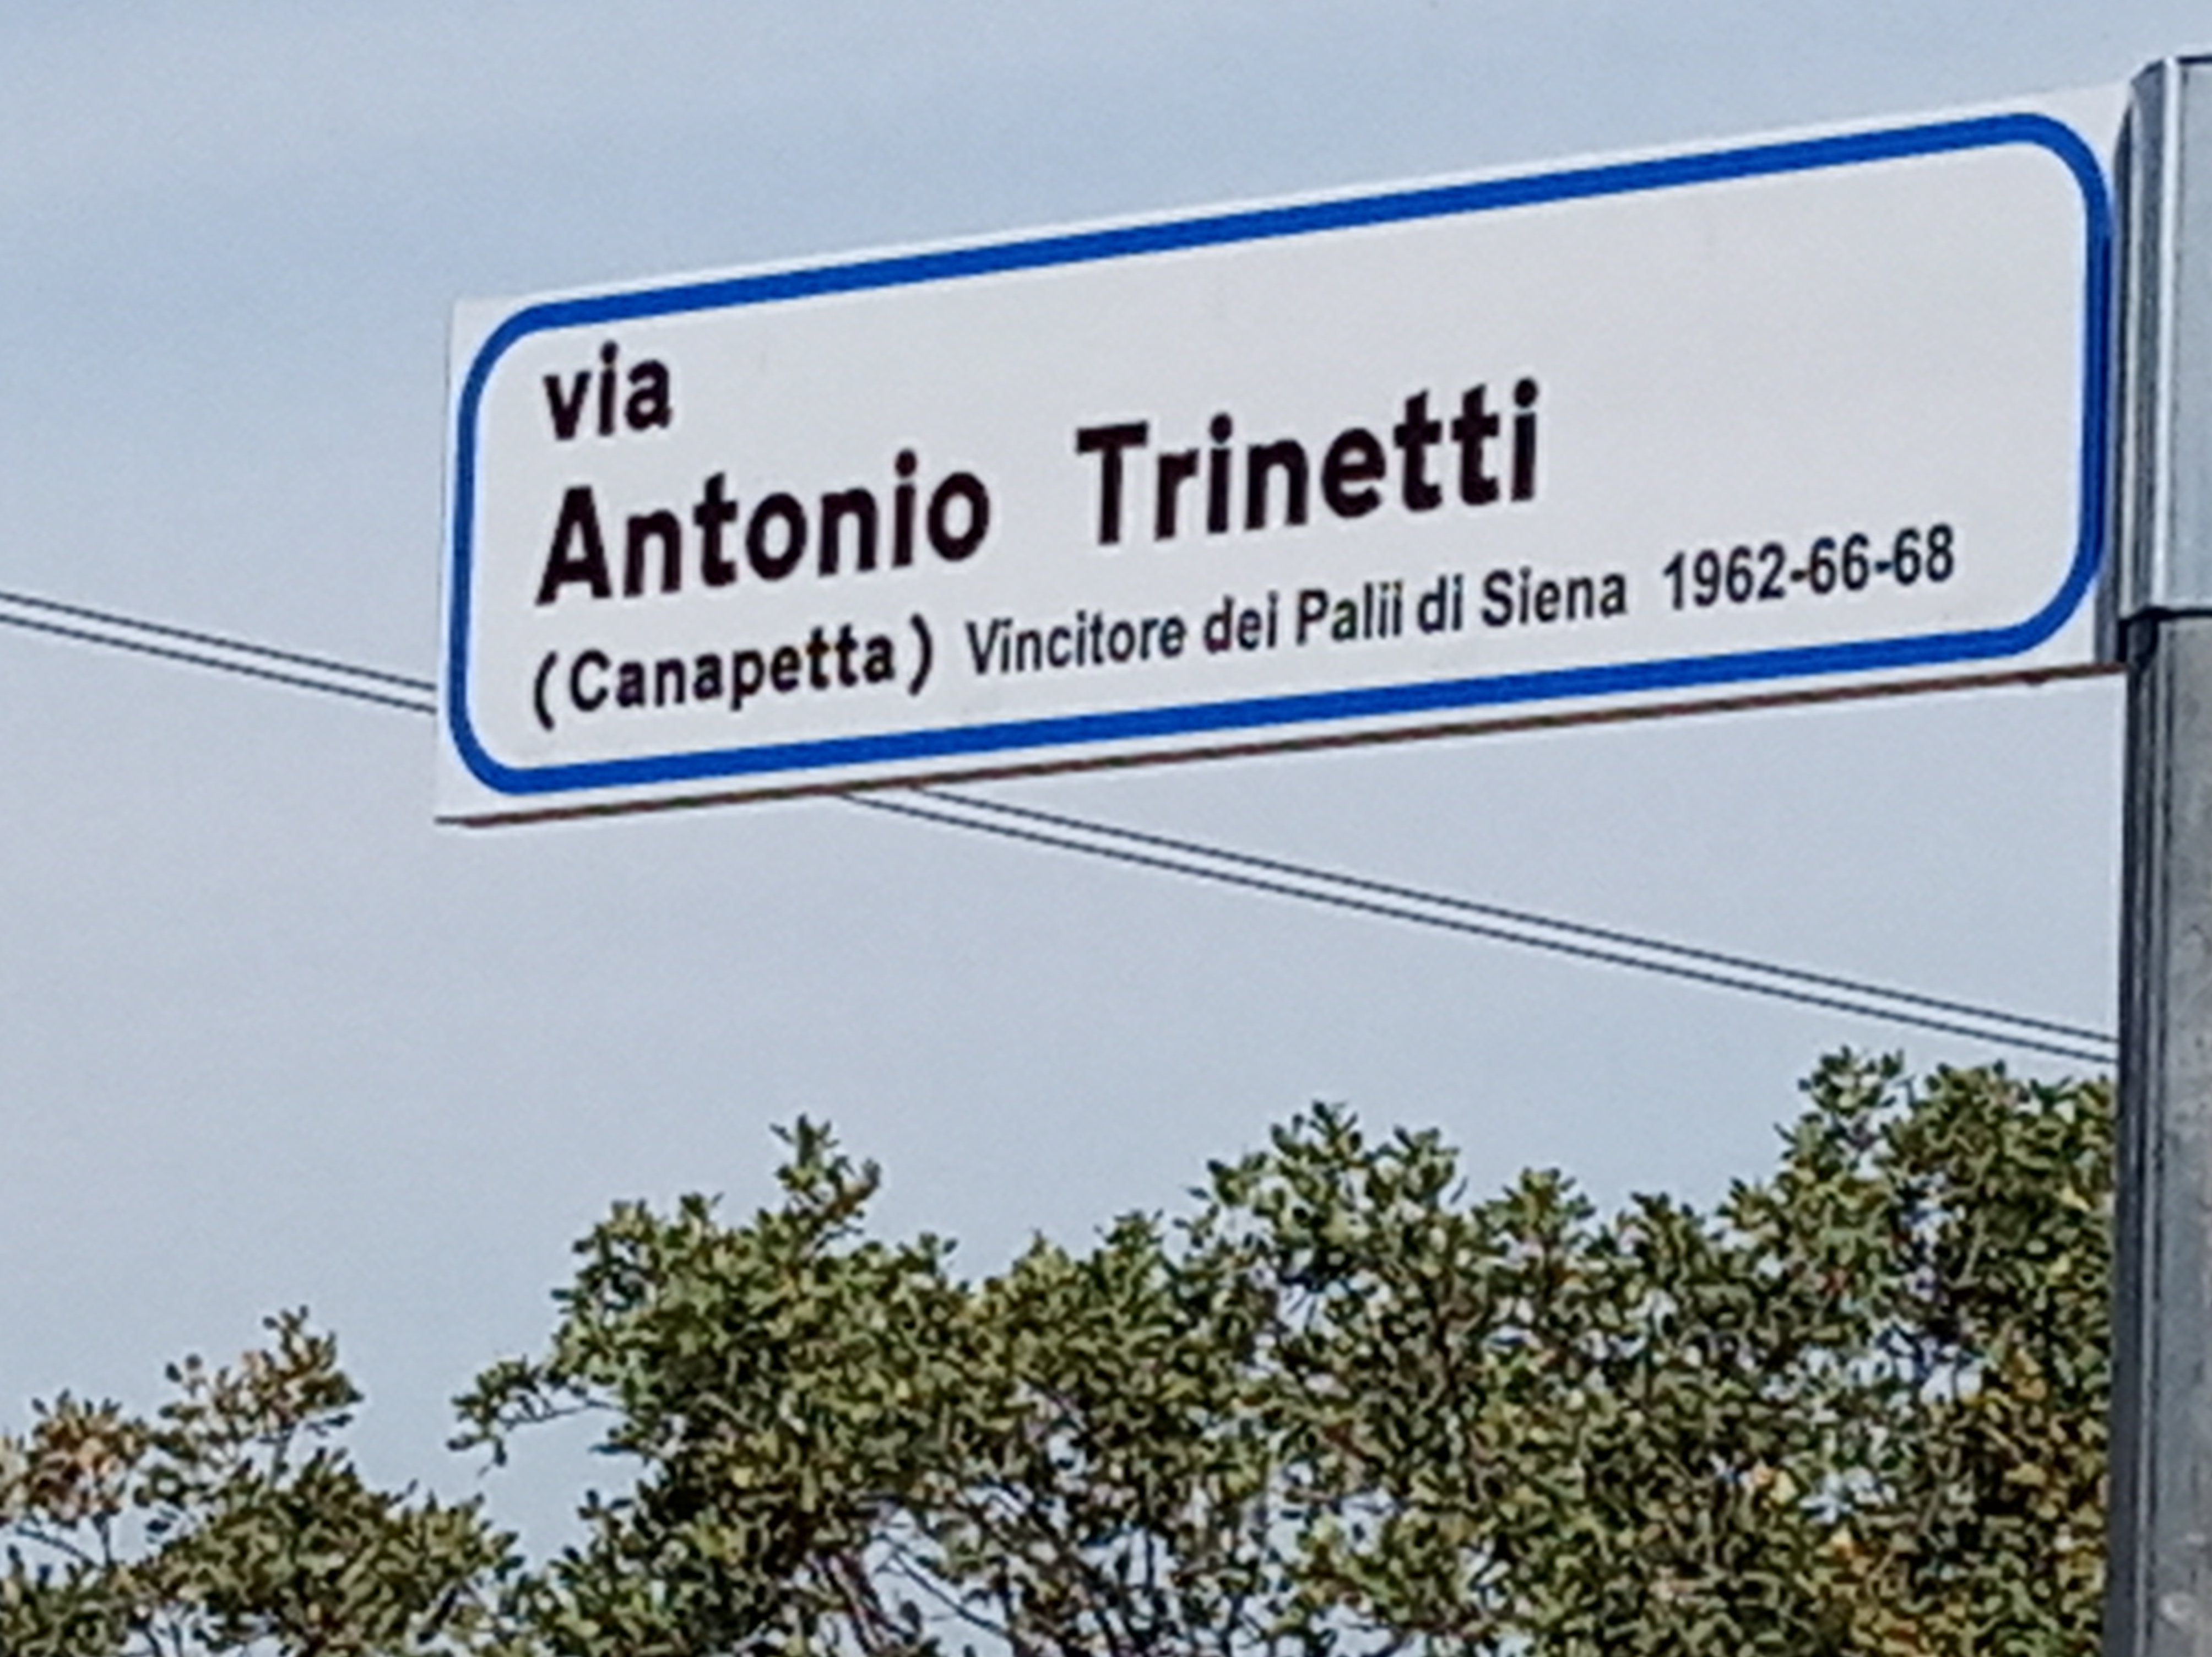 via
Antonio Trinetti
(Canapetta) Vincitore dei Palii di Siena 1962-66-68